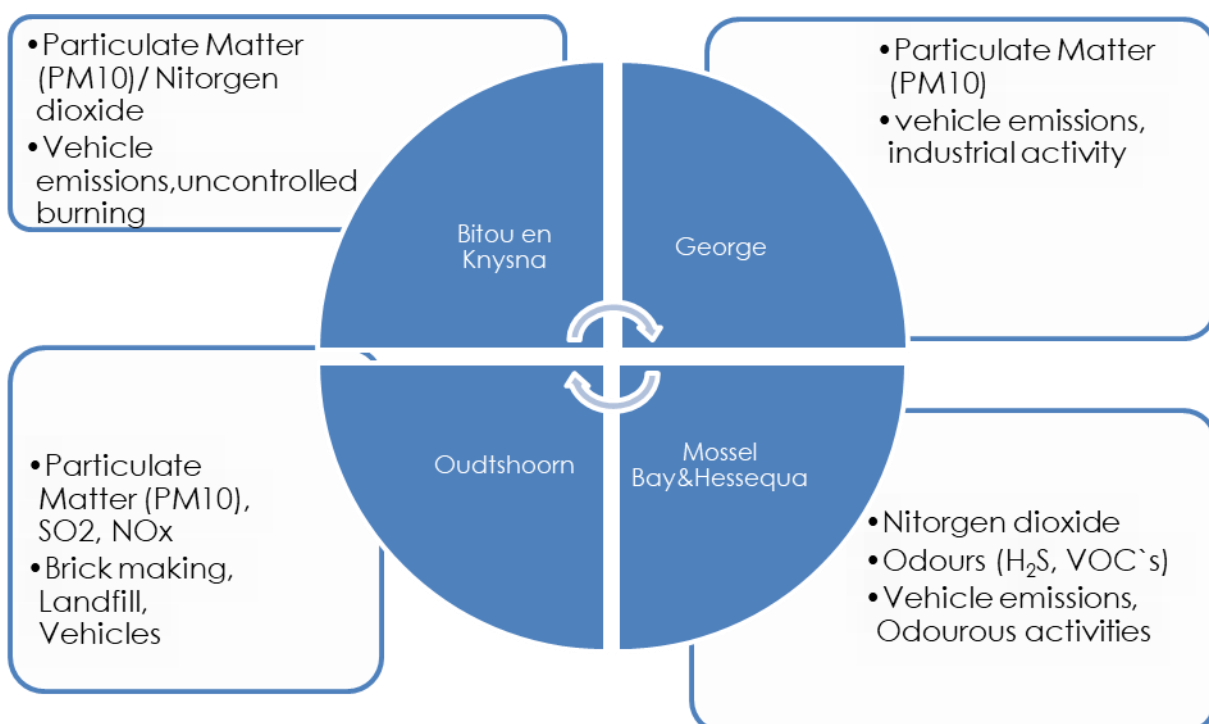 •Particulate Matter
(PM10)/ Nitorgen
dioxide
•Vehicle
emissions,uncontrolled
burning
•Particulate Matter
(PM10)
•vehicle emissions,
industrial activity
Bitou en
Knysna
George
Oudtshoorn
Mossel
Bay&Hessequa
•Particulate
Matter (PM10),
SO2, NOx
•Brick making,
Landfill,
Vehicles
•Nitorgen dioxide
•Odours (H₂S, VOC`s)
•Vehicle emissions,
Odourous activities